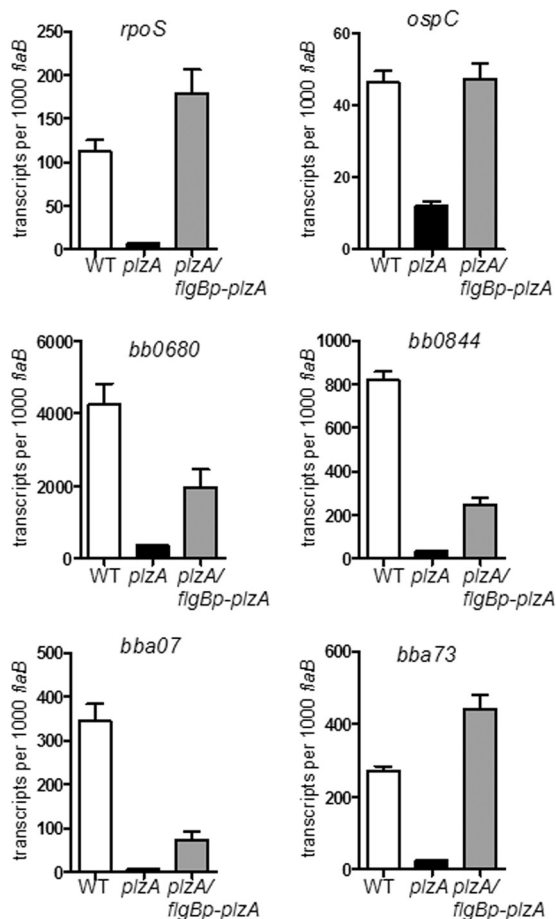 rpoS
transcripts per 1000 flaB
250
200
150
100
50
0
WT plzA plzA/
flgBp-plzA
ospC
transcripts per 1000 flaB
60
40
20
0
WT plzA plzA/
flgBp-plzA
bb0680
transcripts per 1000 flaB
6000
4000
2000
0
WT plzA plzA/
flgBp-plzA
bb0844
transcripts per 1000 flaB
1000
800
600
400
200
0
WT plzA plzA/
flgBp-plzA
bba07
transcripts per 1000 flaB
500
400
300
200
100
0
WT plzA plzA/
flgBp-plzA
bba73
transcripts per 1000 flaB
600
400
200
0
WT plzA plzA/
flgBp-plzA